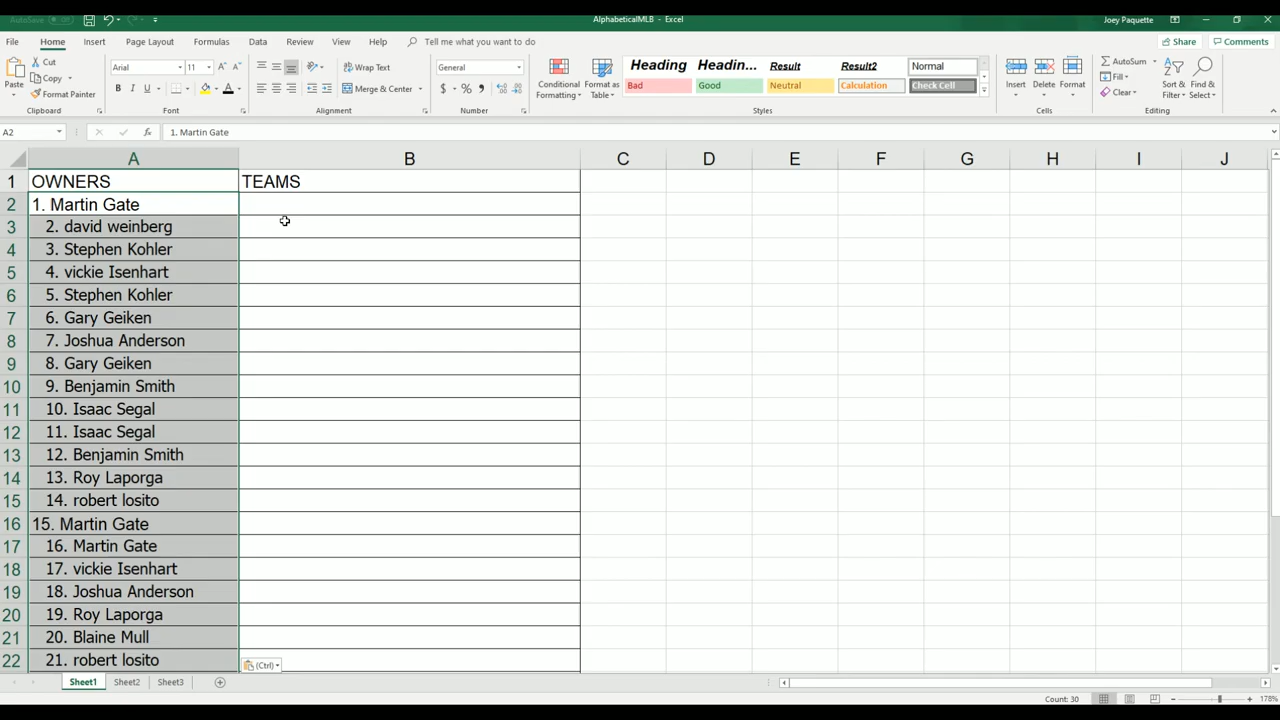 AutoSave Off
AlphabeticalMLB - Excel
Joey Paquette
File Home Insert Page Layout Formulas Data Review View Help Tell me what you want to do
Share Comments
Paste
Cut
Copy
Format Painter
Clipboard
Arial 11
B I U
Font
Wrap Text
Merge & Center
Alignment
General
$ % 9
Number
Conditional Formatting
Format as Table
Heading Headin... Result Result2 Normal
Bad Good Neutral Calculation Check Cell
Styles
Insert Delete Format
Cells
AutoSum
Fill
Clear
Sort & Filter
Find & Select
Editing
A2 fx 1. Martin Gate
A B C D E F G H I J
1 OWNERS TEAMS
2 1. Martin Gate
3 2. david weinberg
4 3. Stephen Kohler
5 4. vickie Isenhart
6 5. Stephen Kohler
7 6. Gary Geiken
8 7. Joshua Anderson
9 8. Gary Geiken
10 9. Benjamin Smith
11 10. Isaac Segal
12 11. Isaac Segal
13 12. Benjamin Smith
14 13. Roy Laporga
15 14. robert losito
16 15. Martin Gate
17 16. Martin Gate
18 17. vickie Isenhart
19 18. Joshua Anderson
20 19. Roy Laporga
21 20. Blaine Mull
22 21. robert losito
(Ctrl)
Sheet1 Sheet2 Sheet3
Count: 30
178%